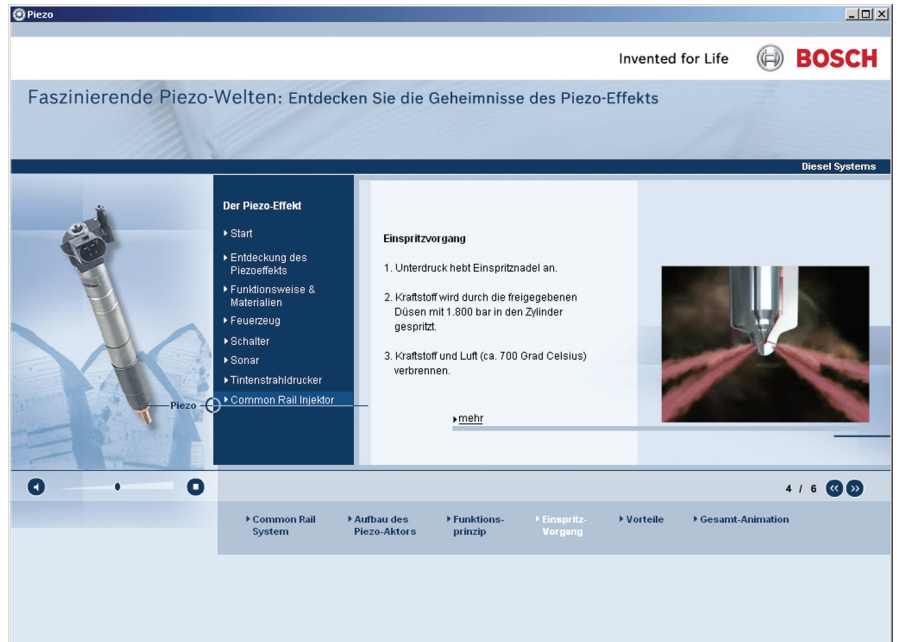 Piezo
Invented for Life
BOSCH
Faszinierende Piezo-Welten: Entdecken Sie die Geheimnisse des Piezo-Effekts
Diesel Systems
Der Piezo-Effekt
Start
Entdeckung des
Piezoeffekts
Funktionsweise &
Materialien
Feuerzeug
Schalter
Sonar
Tintenstrahldrucker
Common Rail Injektor
Piezo
Einspritzvorgang
1. Unterdruck hebt Einspritznadel an.
2. Kraftstoff wird durch die freigegebenen
Düsen mit 1.800 bar in den Zylinder
gespritzt.
3. Kraftstoff und Luft (ca. 700 Grad Celsius)
verbrennen.
mehr
4 / 6
Common Rail
System
Aufbau des
Piezo-Aktors
Funktions-
prinzip
Einspritz-
Vorgang
Vorteile
Gesamt-Animation